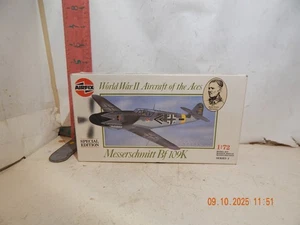 AIRFIX
World War II Aircraft of the Aces
SPECIAL
EDITION
Messerschmitt Bf 109K
1/72
09.10.2025 11:51